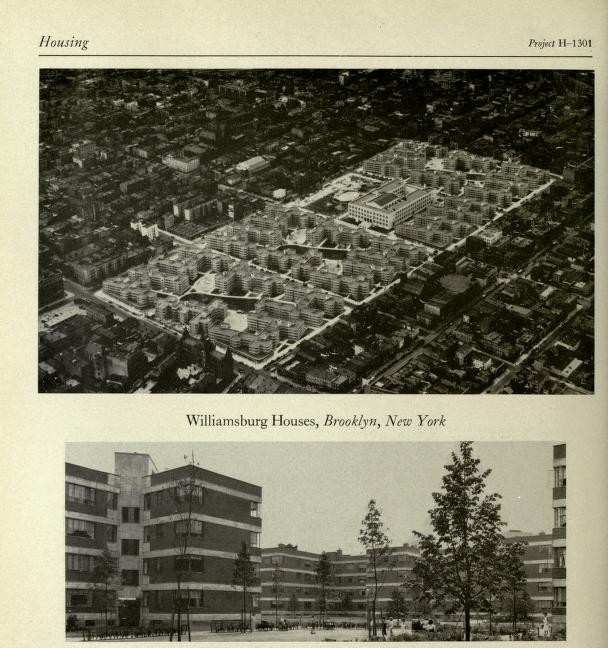 Housing
Project H-1301
Williamsburg Houses, Brooklyn, New York